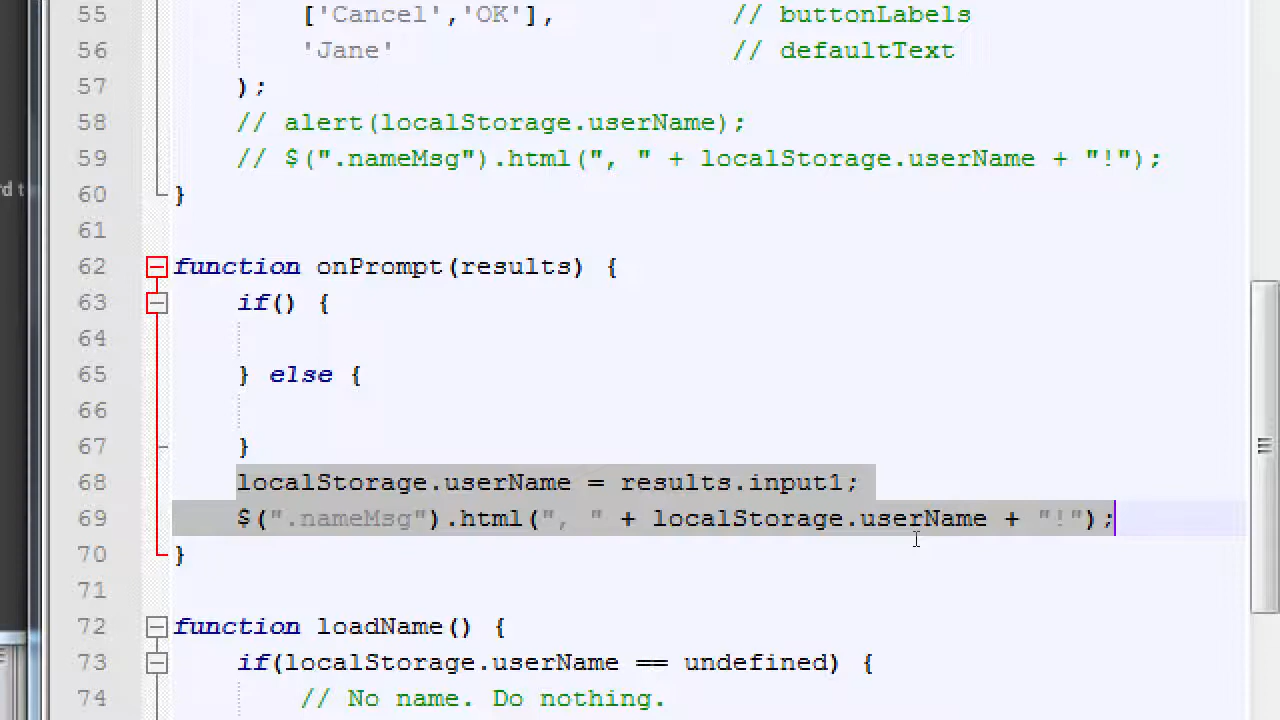 55 ['Cancel','OK'], // buttonLabels
56 'Jane' // defaultText
57 );
58 // alert(localStorage.userName);
59 // $(".nameMsg").html(", " + localStorage.userName + "!");
60 }
61
62 function onPrompt(results) {
63 if() {
64
65 } else {
66
67 }
68 localStorage.userName = results.input1;
69 $(".nameMsg").html(", " + localStorage.userName + "!");
70 }
71
72 function loadName() {
73 if(localStorage.userName == undefined) {
74 // No name. Do nothing.